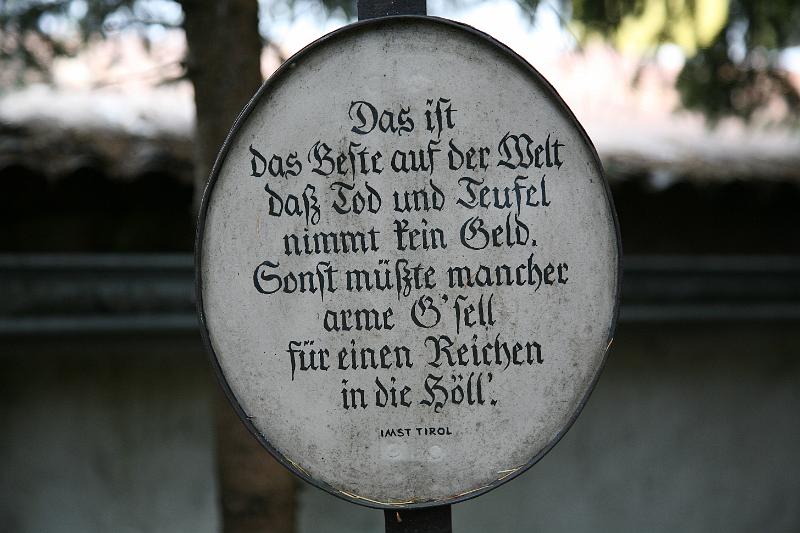 Das ist
das Beste auf der Welt
daß Tod und Teufel
nimmt kein Geld.
Sonst müßte mancher
arme G'sell
für einen Reichen
in die Höll'.
IMST TIROL